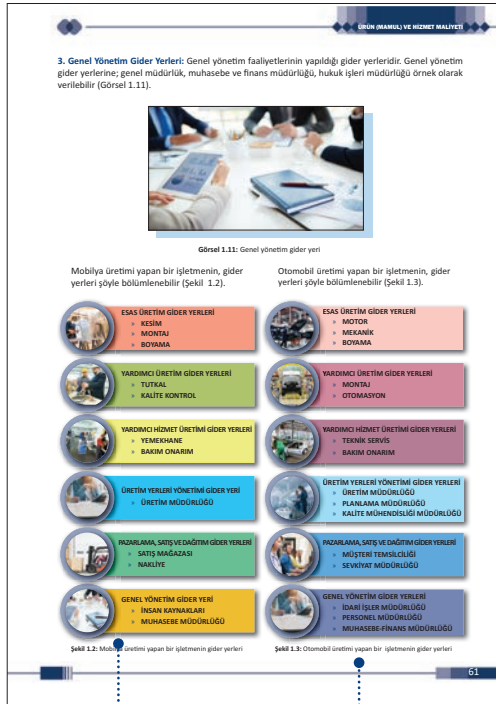 ÜRÜN (MAMUL) VE HİZMET MALİYETİ
3. Genel Yönetim Gider Yerleri: Genel yönetim faaliyetlerinin yapıldığı gider yerleridir. Genel yönetim
gider yerlerine; genel müdürlük, muhasebe ve finans müdürlüğü, hukuk işleri müdürlüğü örnek olarak
verilebilir (Görsel 1.11).
Görsel 1.11: Genel yönetim gider yeri
Mobilya üretimi yapan bir işletmenin, gider
yerleri şöyle bölümlenebilir (Şekil 1.2).
ESAS ÜRETİM GİDER YERLERİ
» KESİM
» MONTAJ
» BOYAMA
YARDIMCI ÜRETİM GİDER YERLERİ
» TUTKAL
» KALİTE KONTROL
YARDIMCI HİZMET ÜRETİMİ GİDER YERLERİ
» YEMEKHANE
» BAKIM ONARIM
ÜRETİM YERLERİ YÖNETİMİ GİDER YERİ
» ÜRETİM MÜDÜRLÜĞÜ
PAZARLAMA, SATIŞ VE DAĞITIM GİDER YERLERİ
» SATIŞ MAĞAZASI
» NAKLİYE
GENEL YÖNETİM GİDER YERİ
» İNSAN KAYNAKLARI
» MUHASEBE MÜDÜRLÜĞÜ
Şekil 1.2: Mobilya üretimi yapan bir işletmenin gider yerleri
Otomobil üretimi yapan bir işletmenin, gider
yerleri şöyle bölümlenebilir (Şekil 1.3).
ESAS ÜRETİM GİDER YERLERİ
» MOTOR
» MEKANİK
» BOYAMA
YARDIMCI ÜRETİM GİDER YERLERİ
» MONTAJ
» OTOMASYON
YARDIMCI HİZMET ÜRETİMİ GİDER YERLERİ
» TEKNİK SERVİS
» BAKIM ONARIM
ÜRETİM YERLERİ YÖNETİMİ GİDER YERLERİ
» ÜRETİM MÜDÜRLÜĞÜ
» PLANLAMA MÜDÜRLÜĞÜ
» KALİTE MÜHENDİSLİĞİ MÜDÜRLÜĞÜ
PAZARLAMA, SATIŞ VE DAĞITIM GİDER YERLERİ
» MÜŞTERİ TEMSİLCİLİĞİ
» SEVKİYAT MÜDÜRLÜĞÜ
GENEL YÖNETİM GİDER YERLERİ
» İDARİ İŞLER MÜDÜRLÜĞÜ
» PERSONEL MÜDÜRLÜĞÜ
» MUHASEBE-FİNANS MÜDÜRLÜĞÜ
Şekil 1.3: Otomobil üretimi yapan bir işletmenin gider yerleri
61